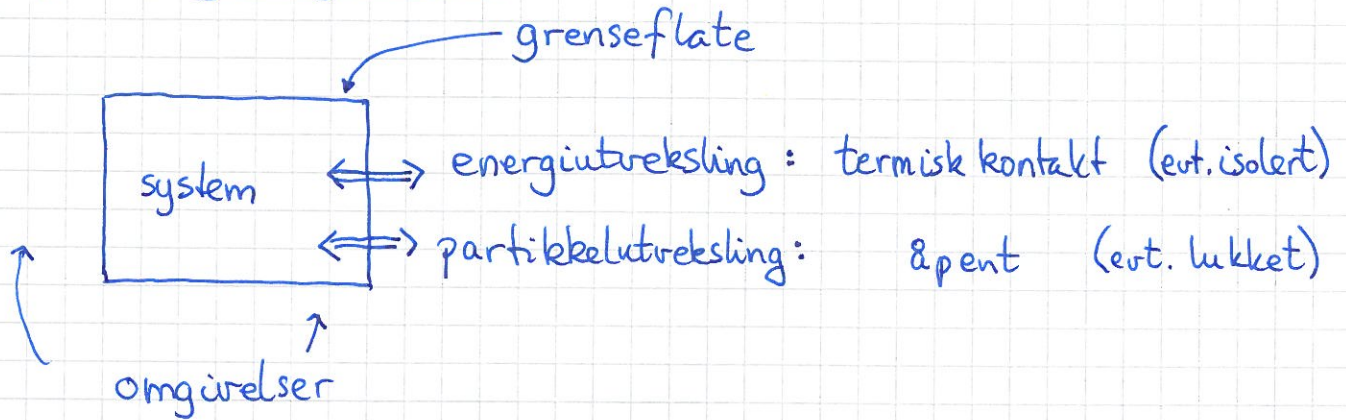 grenseflate
system
energiutveksling : termisk kontakt (evt. isolert)
partikkelutveksling: åpent (evt. lukket)
omgivelser